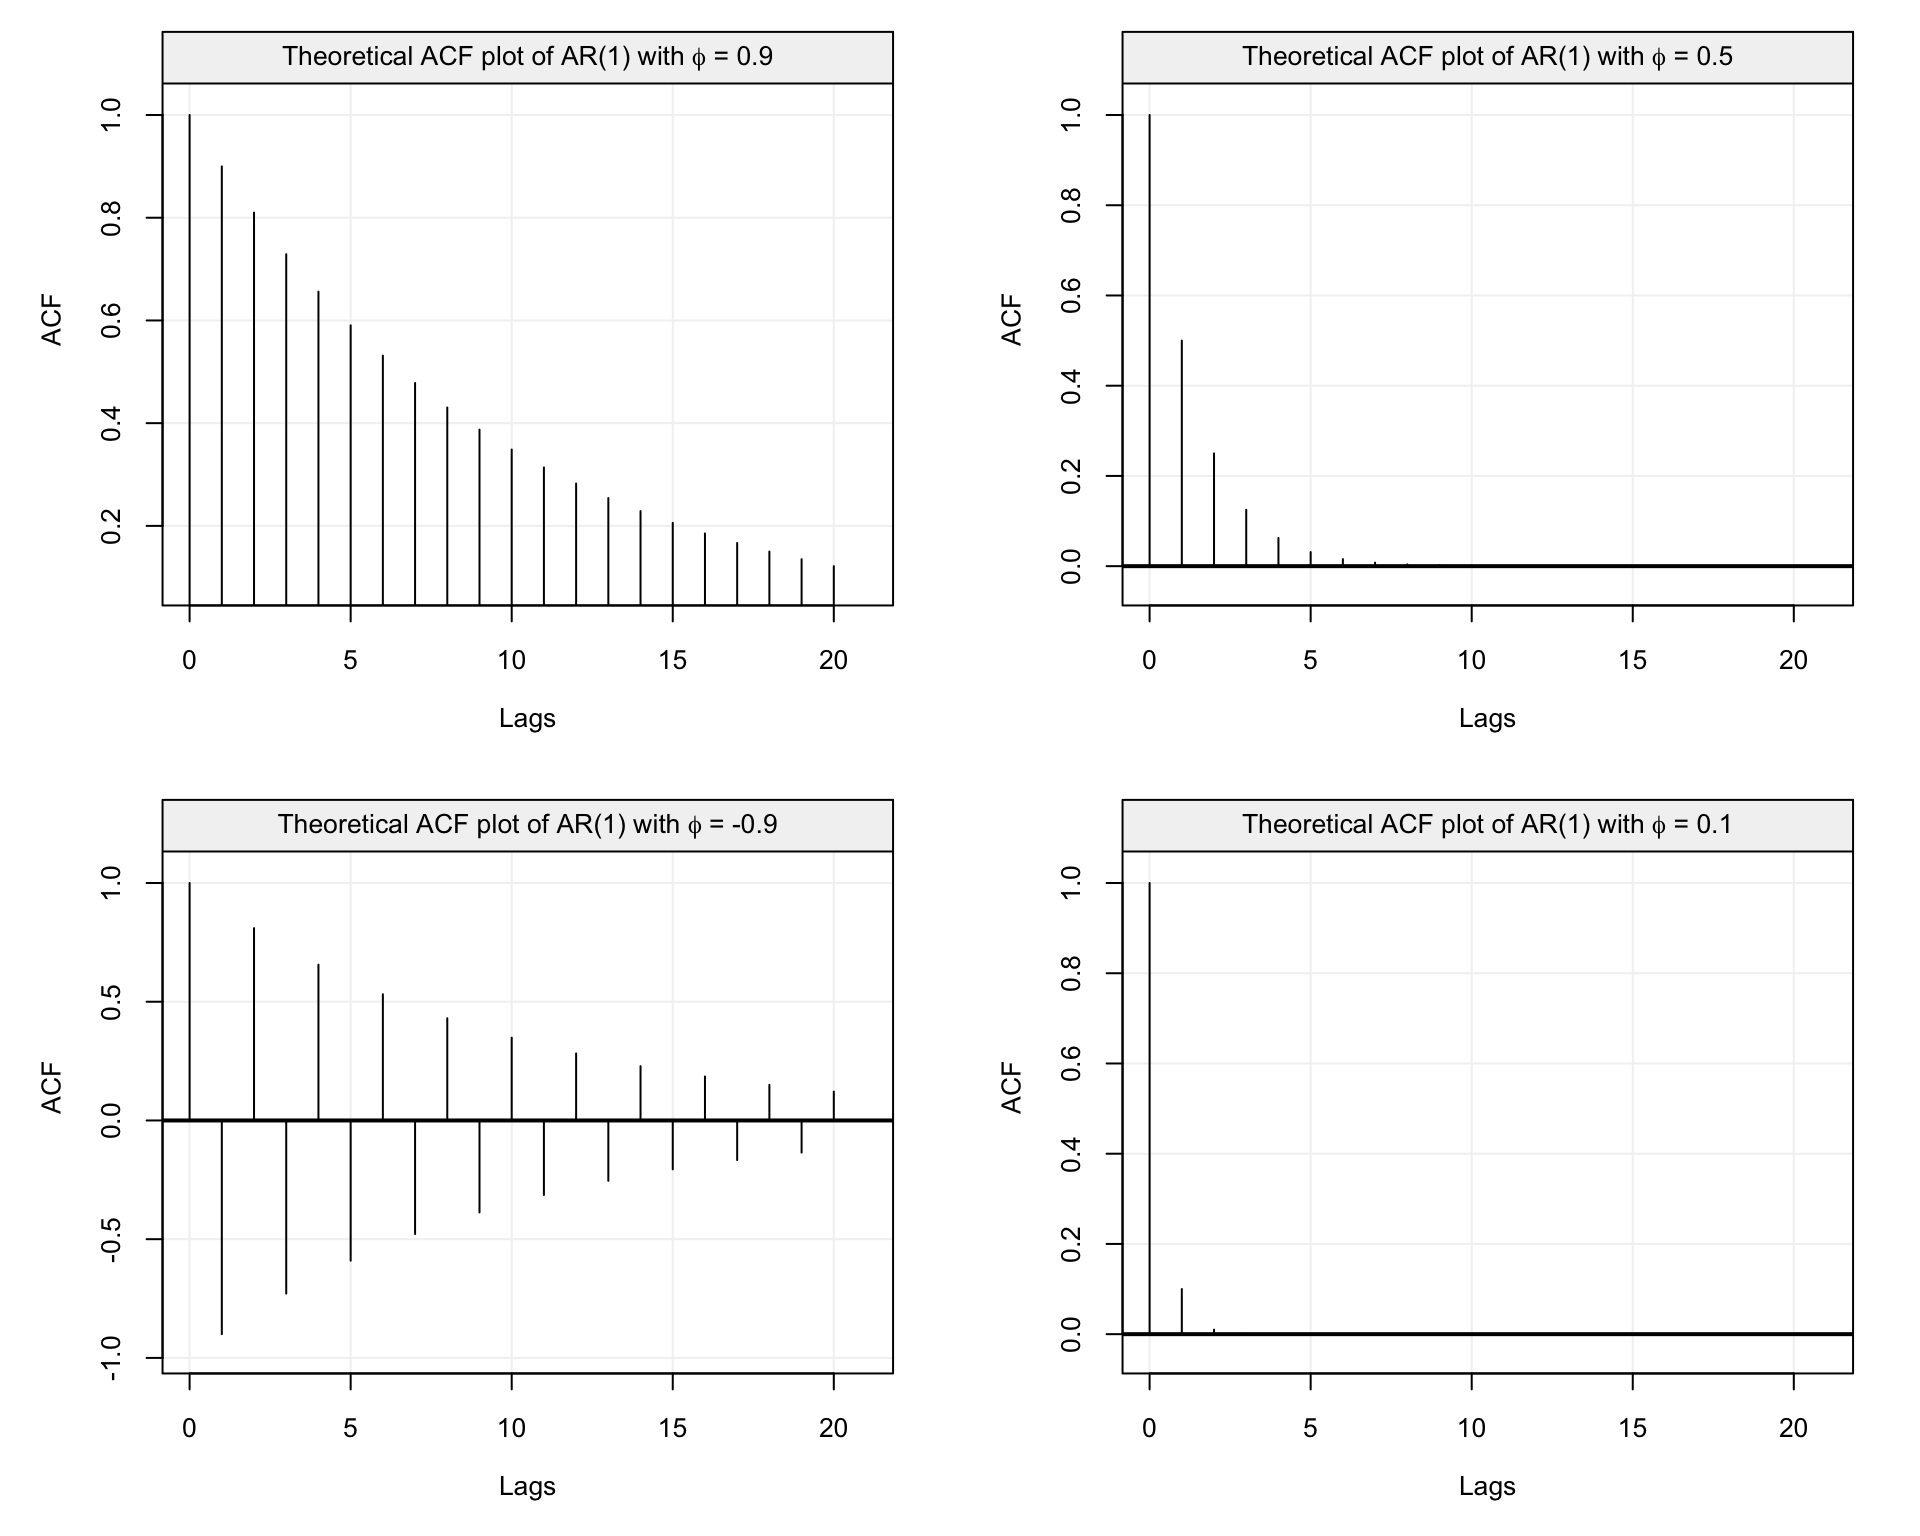 Theoretical ACF plot of AR(1) with ϕ = 0.9
ACF
1.0
0.8
0.6
0.4
0.2
0 5 10 15 20
Lags
Theoretical ACF plot of AR(1) with ϕ = 0.5
ACF
1.0
0.8
0.6
0.4
0.2
0.0
0 5 10 15 20
Lags
Theoretical ACF plot of AR(1) with ϕ = -0.9
ACF
1.0
0.5
0.0
-0.5
-1.0
0 5 10 15 20
Lags
Theoretical ACF plot of AR(1) with ϕ = 0.1
ACF
1.0
0.8
0.6
0.4
0.2
0.0
0 5 10 15 20
Lags